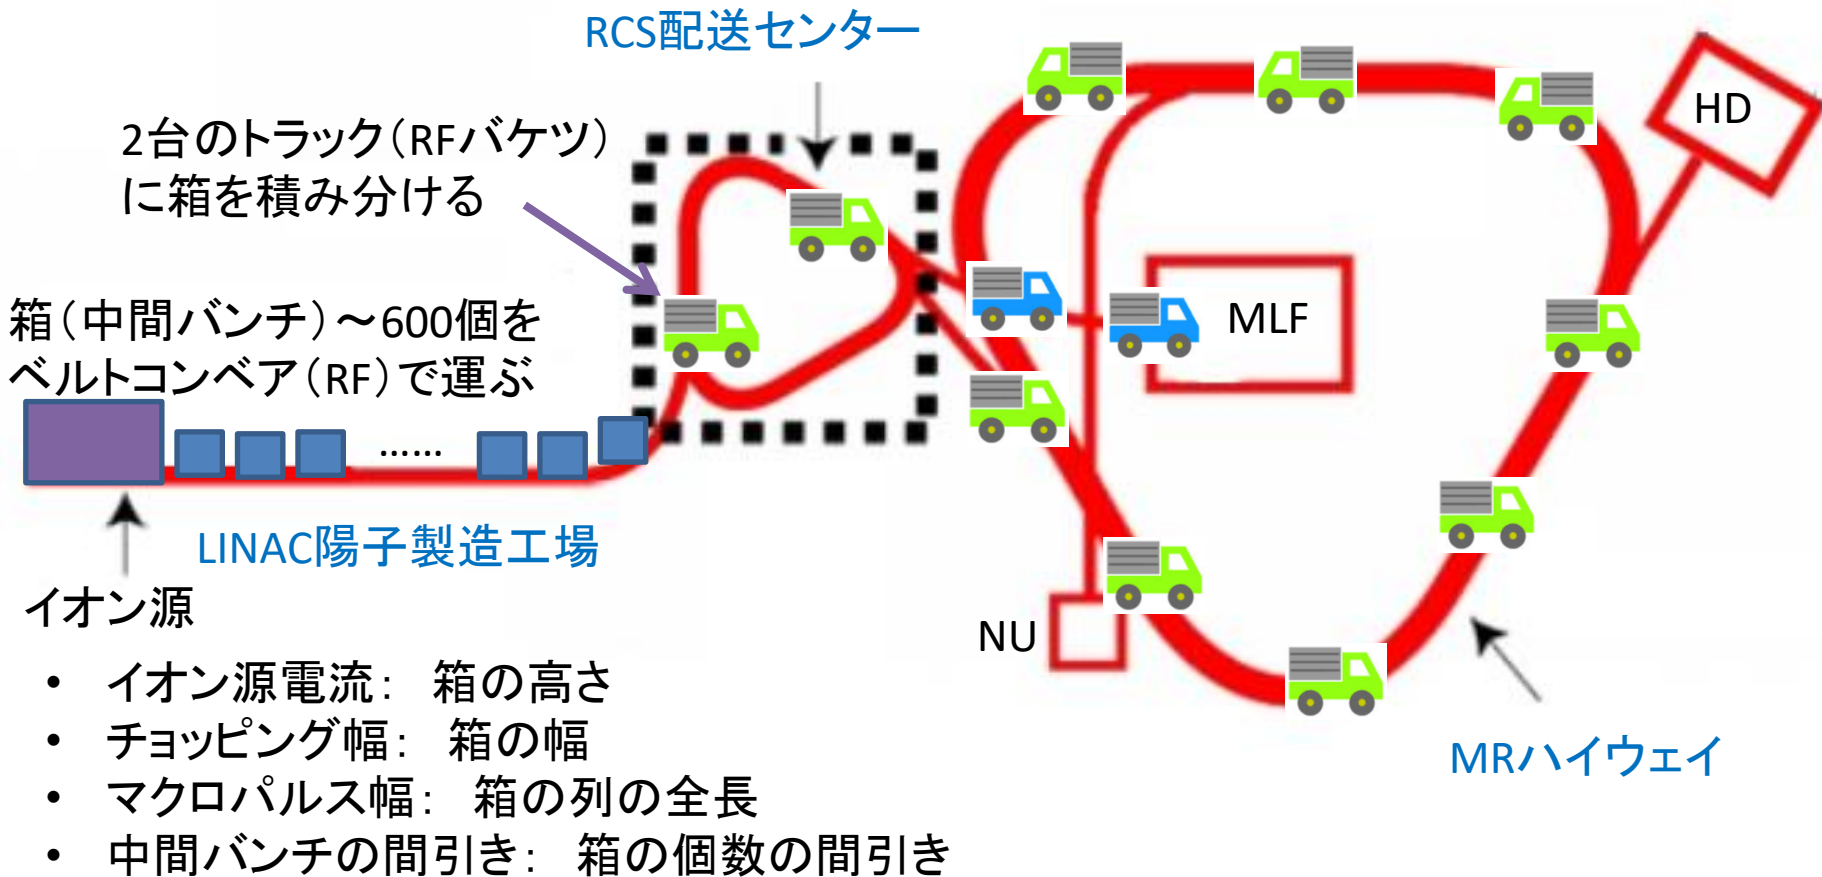 RCS配送センター
2台のトラック(RFバケツ)
に箱を積み分ける
箱(中間バンチ)～600個を
ベルトコンベア(RF)で運ぶ
……
LINAC陽子製造工場
イオン源
HD
MLF
NU
MRハイウェイ
• イオン源電流: 箱の高さ
• チョッピング幅: 箱の幅
• マクロパルス幅: 箱の列の全長
• 中間バンチの間引き: 箱の個数の間引き